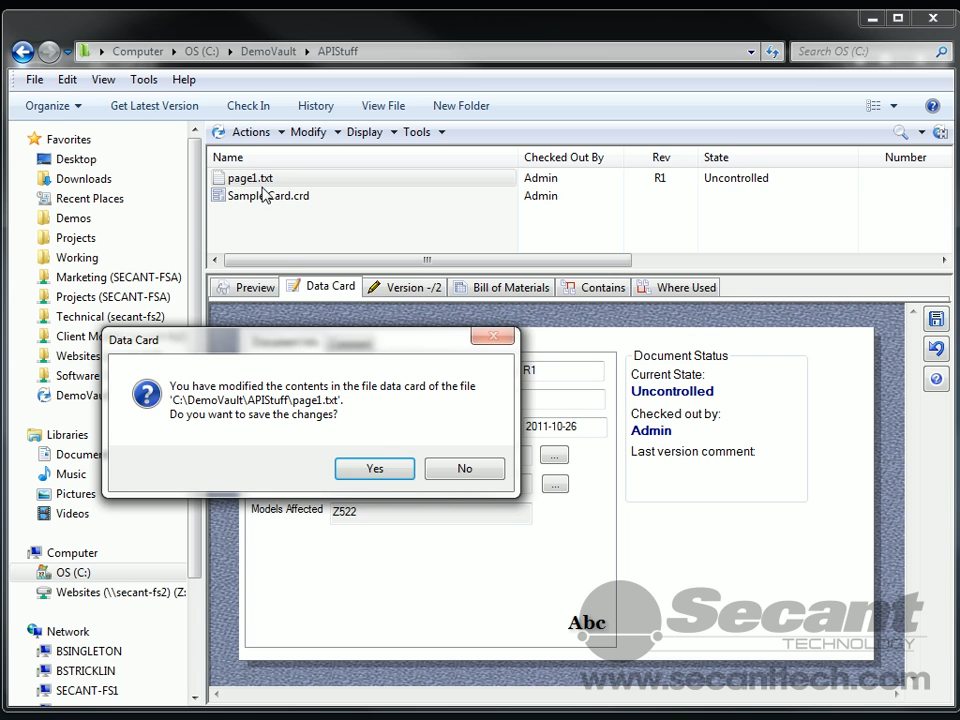 Computer ▸ OS (C:) ▸ DemoVault ▸ APIStuff
Search OS (C:)
File Edit View Tools Help
Organize Get Latest Version Check In History View File New Folder
Favorites
Desktop
Downloads
Recent Places
Demos
Projects
Working
Marketing (SECANT-FSA)
Projects (SECANT-FSA)
Technical (secant-fs2)
Client M
Websites
Software
DemoVau
Libraries
Docume
Music
Pictures
Videos
Computer
OS (C:)
Websites (\\secant-fs2) (Z:
Network
BSINGLETON
BSTRICKLIN
SECANT-FS1
Actions Modify Display Tools
Name Checked Out By Rev State Number
page1.txt Admin R1 Uncontrolled
Sample Card.crd Admin
Preview Data Card Version -/2 Bill of Materials Contains Where Used
Data Card
You have modified the contents in the file data card of the file
'C:\DemoVault\APIStuff\page1.txt'.
Do you want to save the changes?
Yes No
R1
2011-10-26
...
...
Models Affected Z522
Abc
Document Status
Current State:
Uncontrolled
Checked out by:
Admin
Last version comment:
Secant
TECHNOLOGY
www.secanttech.com